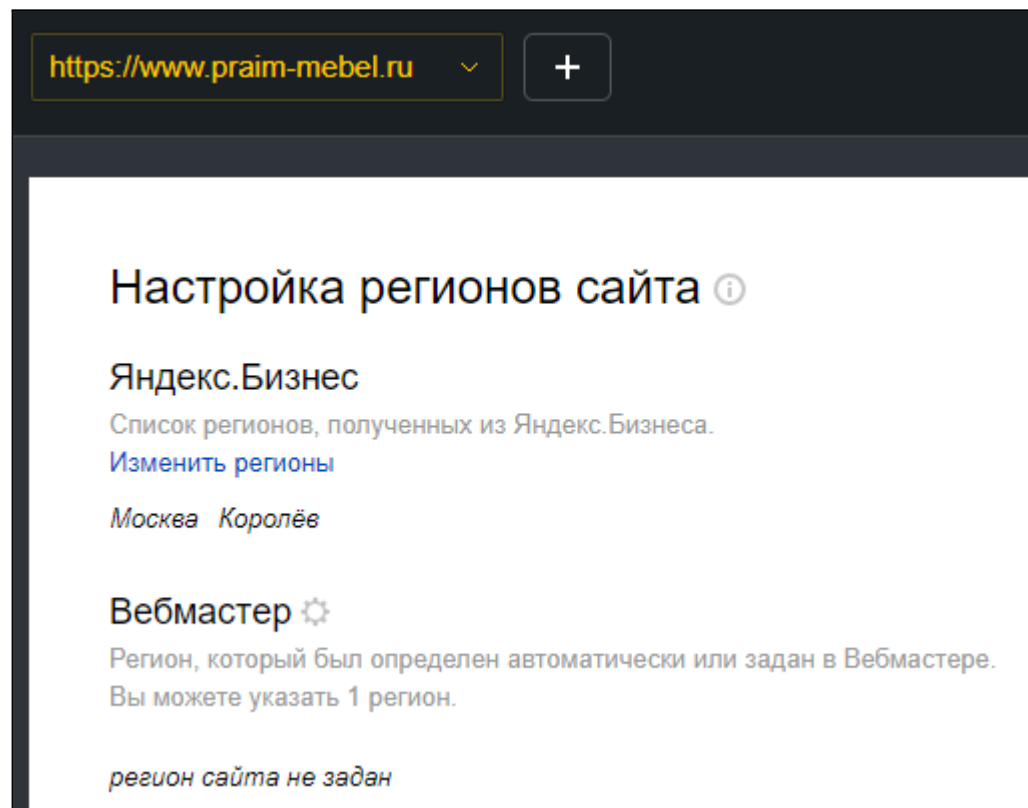 https://www.praim-mebel.ru +
Настройка регионов сайта
Яндекс.Бизнес
Список регионов, полученных из Яндекс.Бизнеса.
Изменить регионы
Москва Королёв
Вебмастер
Регион, который был определен автоматически или задан в Вебмастере.
Вы можете указать 1 регион.
регион сайта не задан